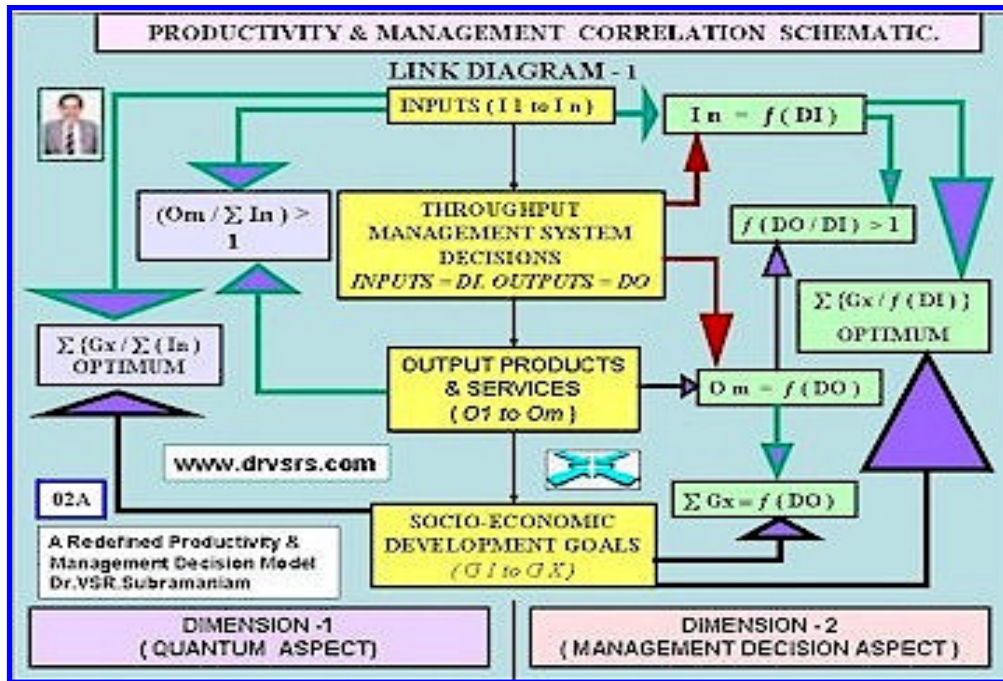 PRODUCTIVITY & MANAGEMENT CORRELATION SCHEMATIC.
LINK DIAGRAM - 1
INPUTS ( I 1 to I n )
I n = f ( DI )
(Om / ∑ In ) >
1
THROUGHPUT
MANAGEMENT SYSTEM
DECISIONS
INPUTS = DI. OUTPUTS = DO
f ( DO / DI ) > 1
∑ {Gx / f ( DI ) }
OPTIMUM
∑ {Gx / ∑ ( In )
OPTIMUM
OUTPUT PRODUCTS
& SERVICES
( O1 to Om )
O m = f ( DO )
www.drvsrs.com
02A
∑ Gx = f ( DO )
SOCIO-ECONOMIC
DEVELOPMENT GOALS
( G 1 to G X )
A Redefined Productivity &
Management Decision Model
Dr.VSR.Subramaniam
DIMENSION -1
( QUANTUM ASPECT)
DIMENSION - 2
( MANAGEMENT DECISION ASPECT )